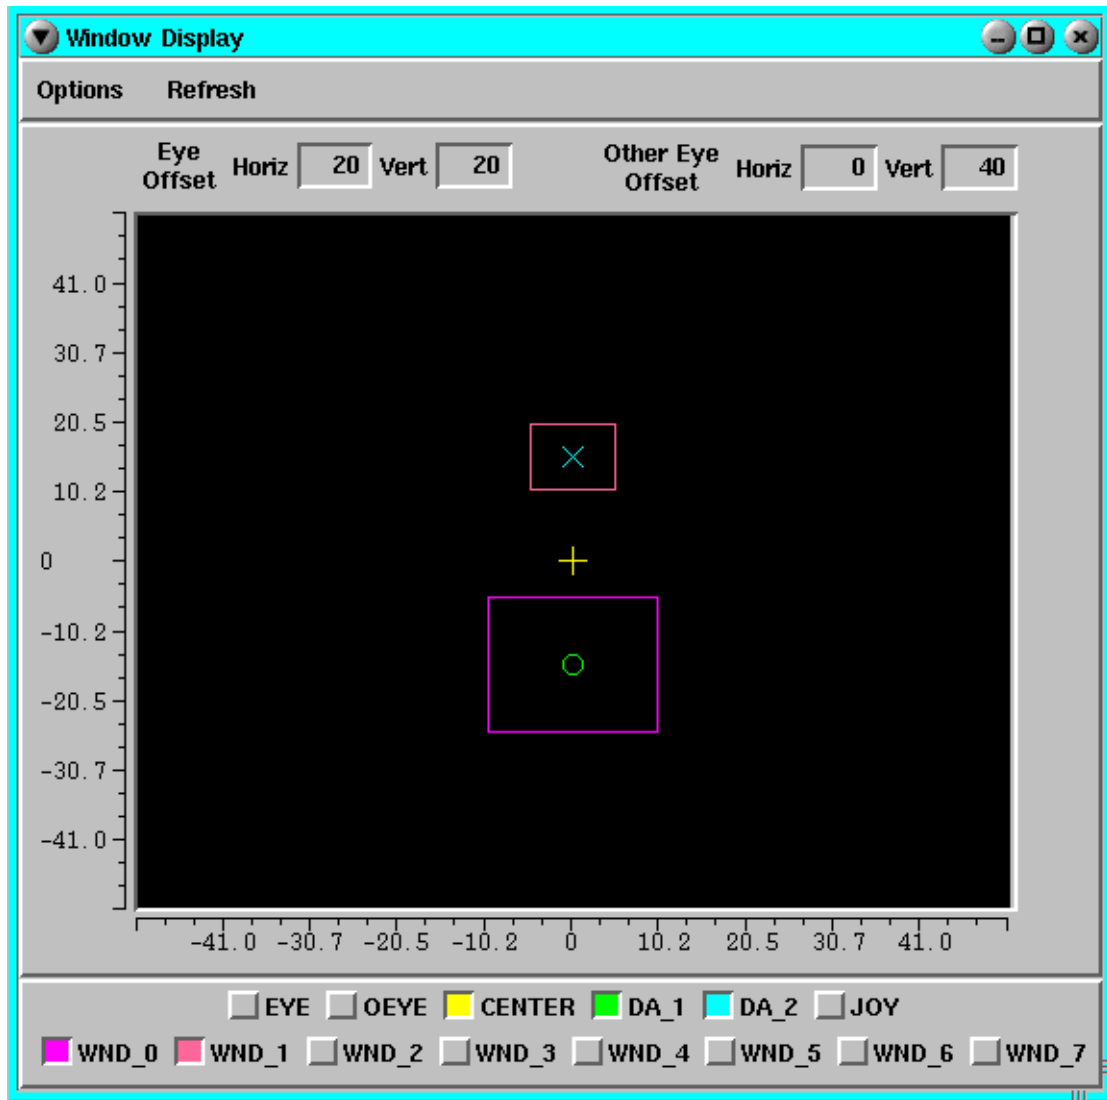 Window Display
Options Refresh
Eye Offset Horiz 20 Vert 20 Other Eye Offset Horiz 0 Vert 40
41.0
30.7
20.5
10.2
0
-10.2
-20.5
-30.7
-41.0
-41.0 -30.7 -20.5 -10.2 0 10.2 20.5 30.7 41.0
EYE OEYE CENTER DA_1 DA_2 JOY
WND_0 WND_1 WND_2 WND_3 WND_4 WND_5 WND_6 WND_7